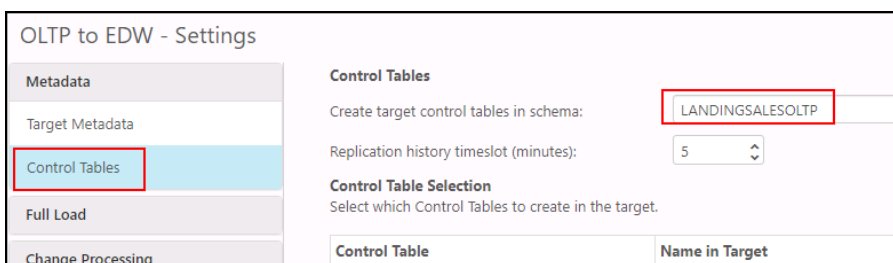 OLTP to EDW - Settings
Metadata
Target Metadata
Control Tables
Full Load
Change Processing
Control Tables
Create target control tables in schema: LANDINGSALESOLTP
Replication history timeslot (minutes): 5
Control Table Selection
Select which Control Tables to create in the target.
Control Table Name in Target